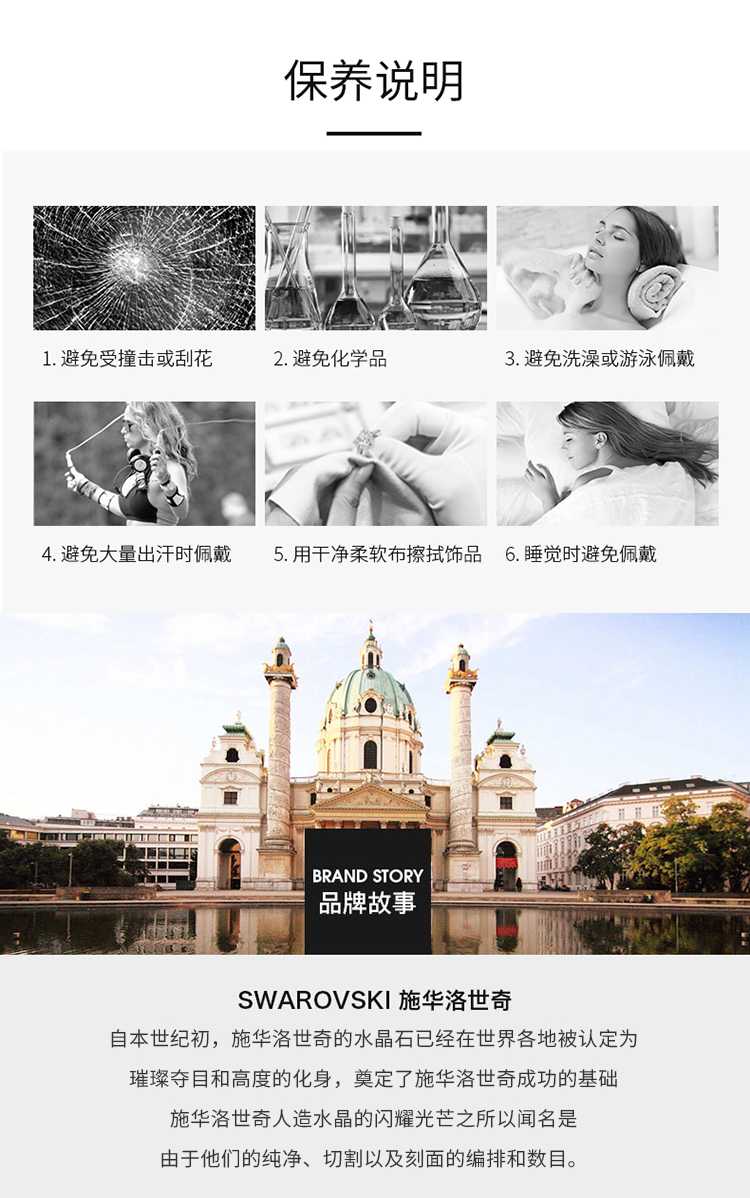 保养说明
1. 避免受撞击或刮花
2. 避免化学品
3. 避免洗澡或游泳佩戴
4. 避免大量出汗时佩戴
5. 用干净柔软布擦拭饰品
6. 睡觉时避免佩戴
BRAND STORY
品牌故事
SWAROVSKI 施华洛世奇
自本世纪初，施华洛世奇的水晶石已经在世界各地被认定为
璀璨夺目和高度的化身，奠定了施华洛世奇成功的基础
施华洛世奇人造水晶的闪耀光芒之所以闻名是
由于他们的纯净、切割以及刻面的编排和数目。